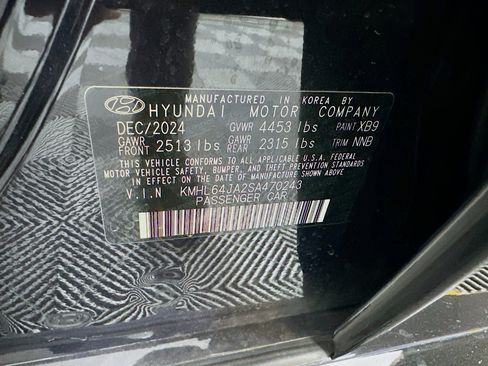 MANUFACTURED IN KOREA BY
HYUNDAI MOTOR COMPANY
DEC/2024 GVWR 4453 lbs PAINT XB9
GAWR FRONT 2513 lbs GAWR REAR 2315 lbs TRIM NNB
THIS VEHICLE CONFORMS TO ALL APPLICABLE U.S.A. FEDERAL
MOTOR VEHICLE SAFETY, BUMPER, AND THEFT PREVENTION STANDARDS
IN EFFECT ON THE DATE OF MANUFACTURE SHOWN ABOVE.
V.I.N KMHL64JA2SA470243
PASSENGER CAR